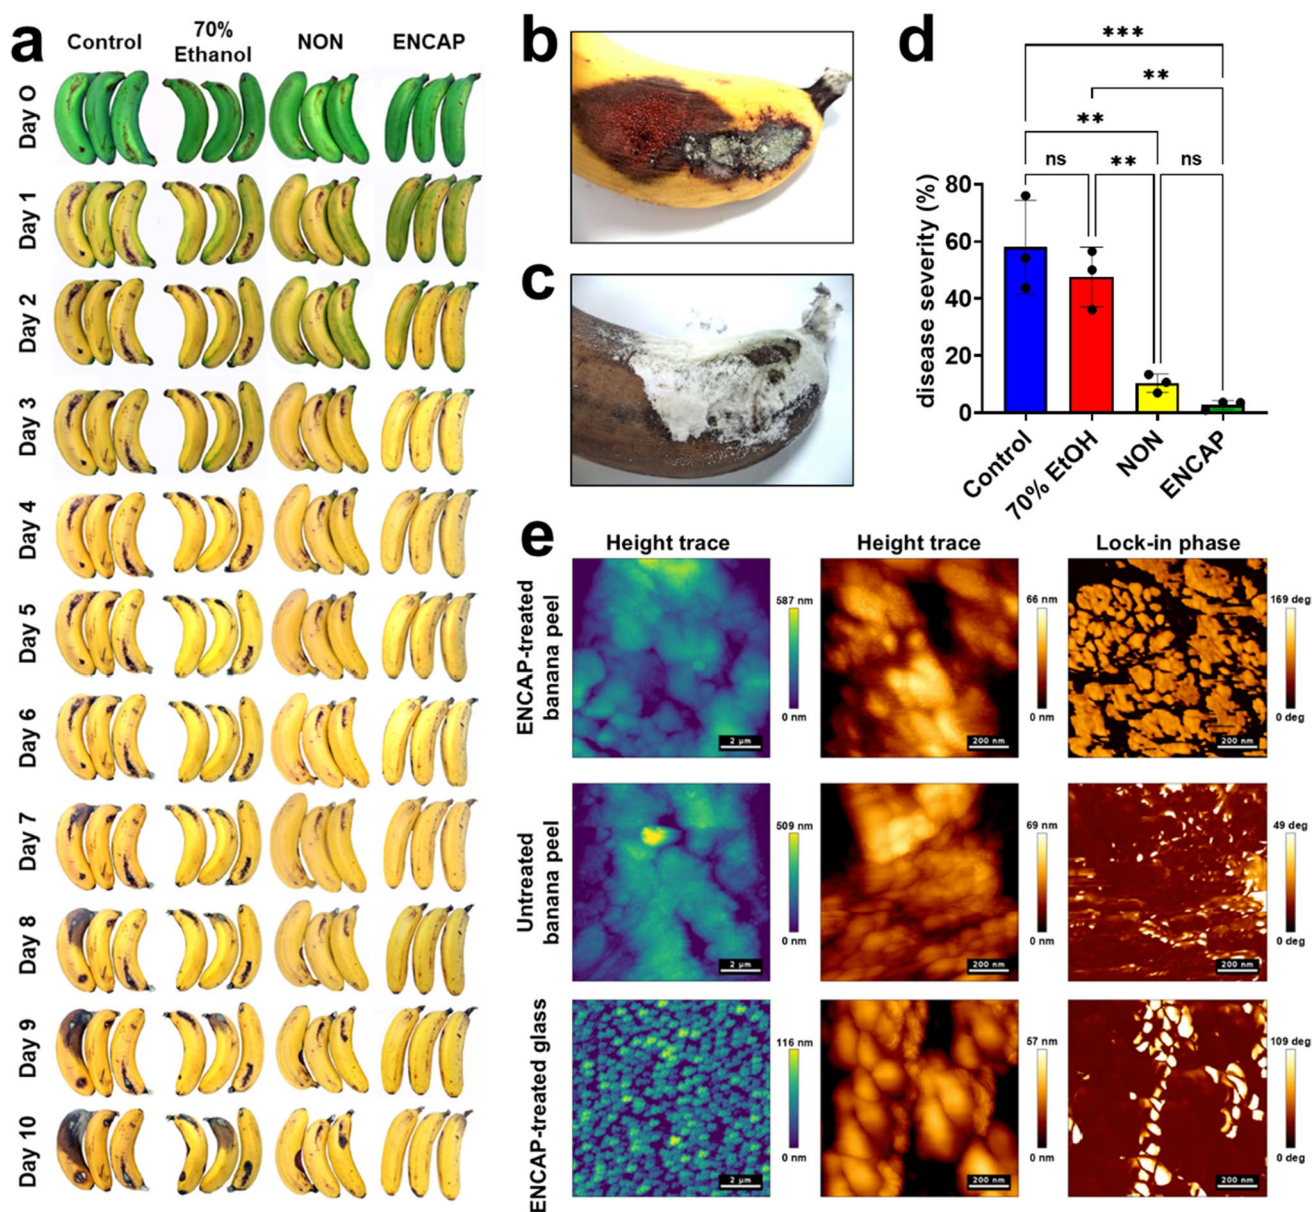 a
Control
70%
Ethanol
NON
ENCAP
Day O
Day 1
Day 2
Day 3
Day 4
Day 5
Day 6
Day 7
Day 8
Day 9
Day 10
b
c
d
***
**
**
ns
**
ns
disease severity (%)
80
60
40
20
0
Control
70% EtOH
NON
ENCAP
e
Height trace
Height trace
Lock-in phase
ENCAP-treated
banana peel
587 nm
0 nm
2 µm
66 nm
0 nm
200 nm
169 deg
0 deg
200 nm
Untreated
banana peel
509 nm
0 nm
2 µm
69 nm
0 nm
200 nm
49 deg
0 deg
200 nm
ENCAP-treated glass
116 nm
0 nm
2 µm
57 nm
0 nm
200 nm
109 deg
0 deg
200 nm